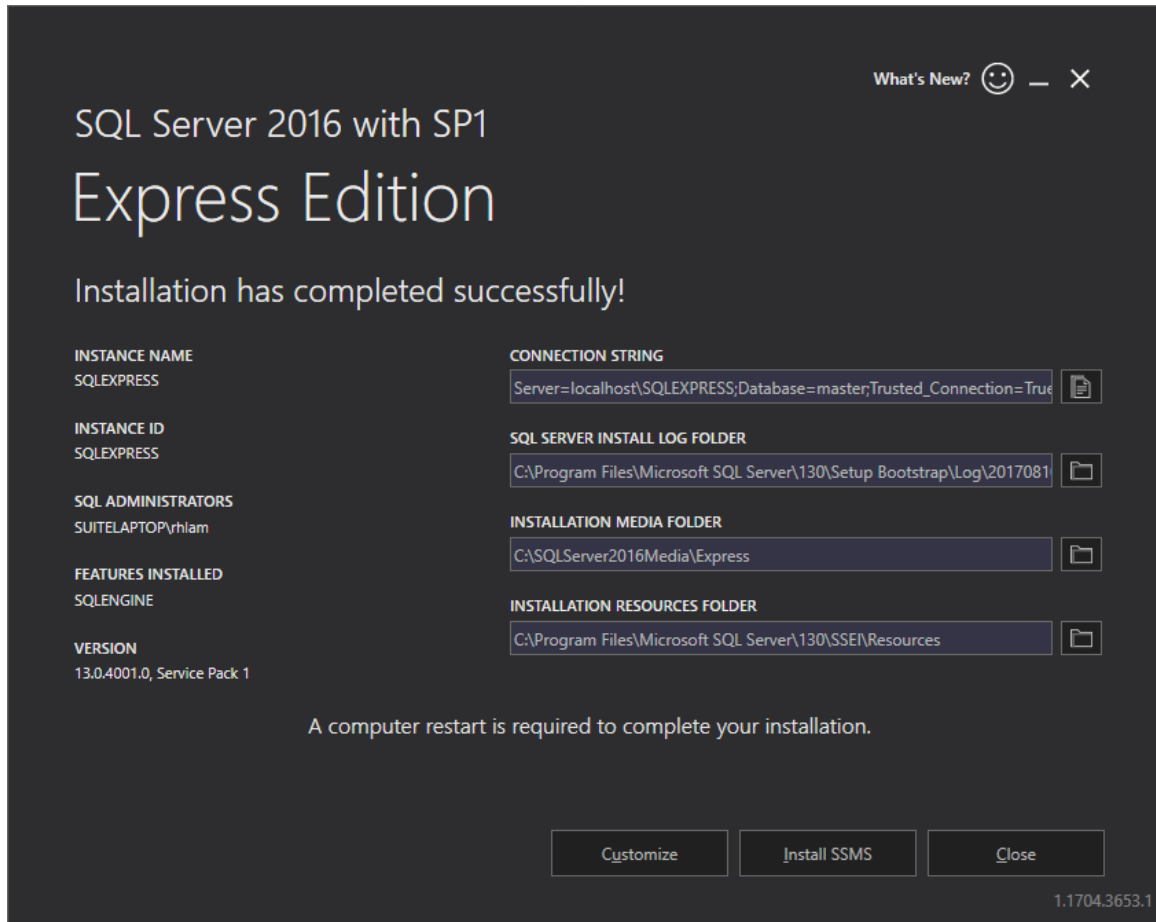 What's New?
SQL Server 2016 with SP1
Express Edition
Installation has completed successfully!
INSTANCE NAME
SQLEXPRESS
INSTANCE ID
SQLEXPRESS
SQL ADMINISTRATORS
SUITELAPTOP\rhlam
FEATURES INSTALLED
SQLENGINE
VERSION
13.0.4001.0, Service Pack 1
CONNECTION STRING
Server=localhost\SQLEXPRESS;Database=master;Trusted_Connection=True
SQL SERVER INSTALL LOG FOLDER
C:\Program Files\Microsoft SQL Server\130\Setup Bootstrap\Log\2017081
INSTALLATION MEDIA FOLDER
C:\SQLServer2016Media\Express
INSTALLATION RESOURCES FOLDER
C:\Program Files\Microsoft SQL Server\130\SSEI\Resources
A computer restart is required to complete your installation.
Customize
Install SSMS
Close
1.1704.3653.1